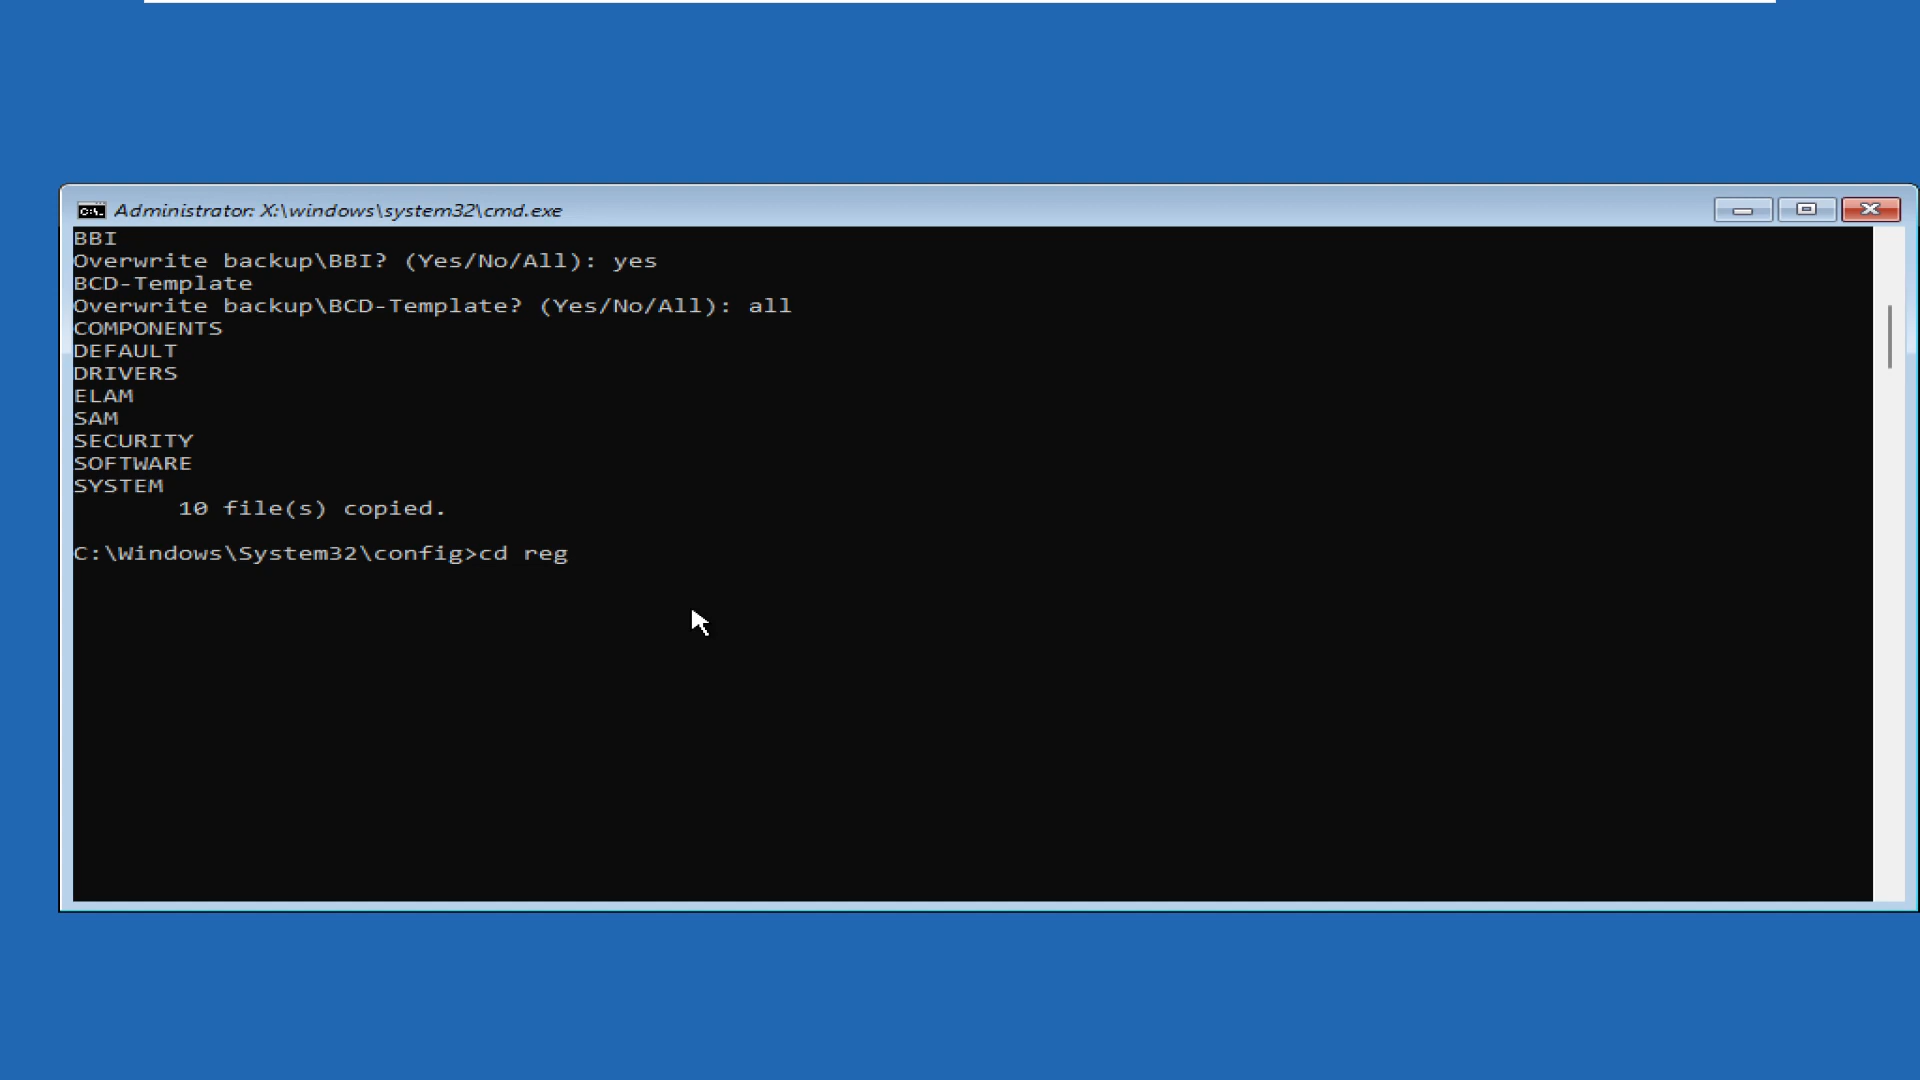 Administrator: X:\windows\system32\cmd.exe
BBI
Overwrite backup\BBI? (Yes/No/All): yes
BCD-Template
Overwrite backup\BCD-Template? (Yes/No/All): all
COMPONENTS
DEFAULT
DRIVERS
ELAM
SAM
SECURITY
SOFTWARE
SYSTEM
       10 file(s) copied.
C:\Windows\System32\config>cd reg